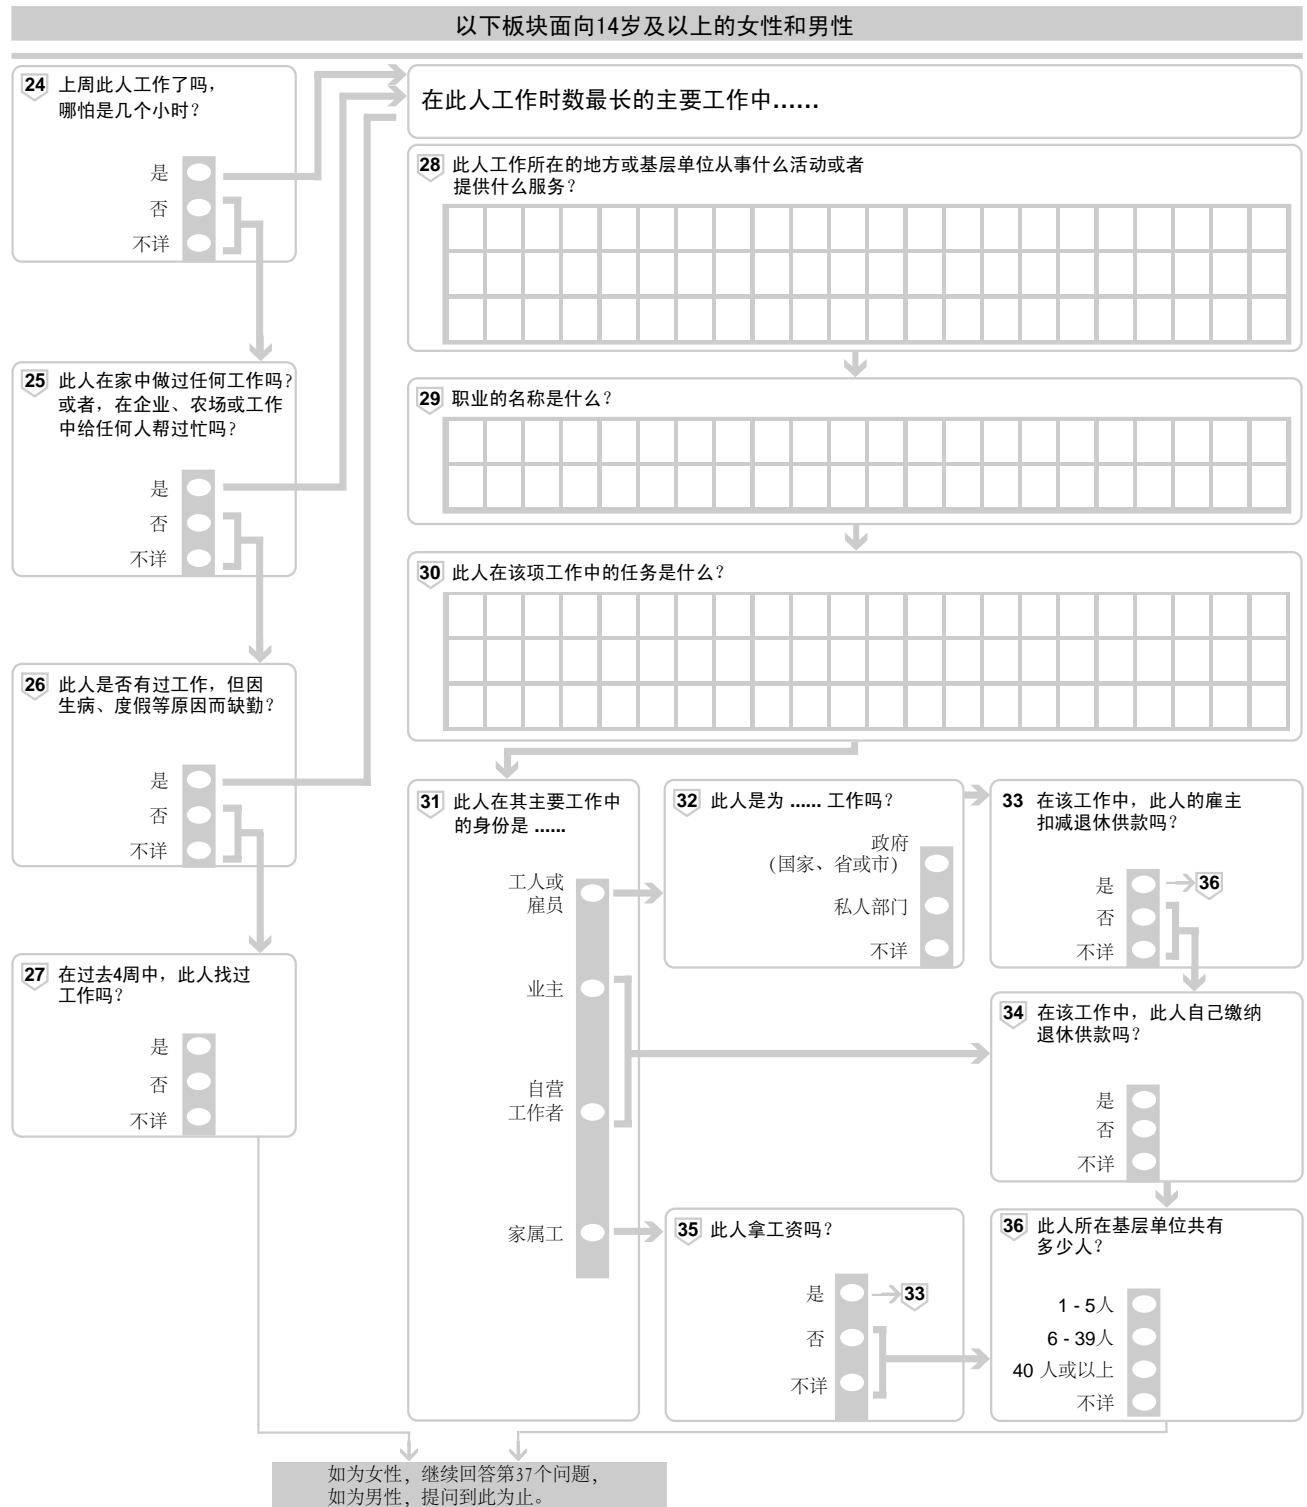 以下板块面向14岁及以上的女性和男性
24 上周此人工作了吗，
哪怕是几个小时？
是
否
不详
25 此人在家中做过任何工作吗？
或者，在企业、农场或工作
中给任何人帮过忙吗？
是
否
不详
26 此人是否有过工作，但因
生病、度假等原因而缺勤？
是
否
不详
27 在过去4周中，此人找过
工作吗？
是
否
不详
在此人工作时数最长的主要工作中......
28 此人工作所在的地方或基层单位从事什么活动或者
提供什么服务？
29 职业的名称是什么？
30 此人在该项工作中的任务是什么？
31 此人在其主要工作中
的身份是 ......
工人或
雇员
业主
自营
工作者
家属工
32 此人是为 ...... 工作吗？
政府
(国家、省或市)
私人部门
不详
33 在该工作中，此人的雇主
扣减退休供款吗？
是
36
否
不详
34 在该工作中，此人自己缴纳
退休供款吗？
是
否
不详
35 此人拿工资吗？
是
33
否
不详
36 此人所在基层单位共有
多少人？
1 - 5人
6 - 39人
40 人或以上
不详
如为女性，继续回答第37个问题，
如为男性，提问到此为止。